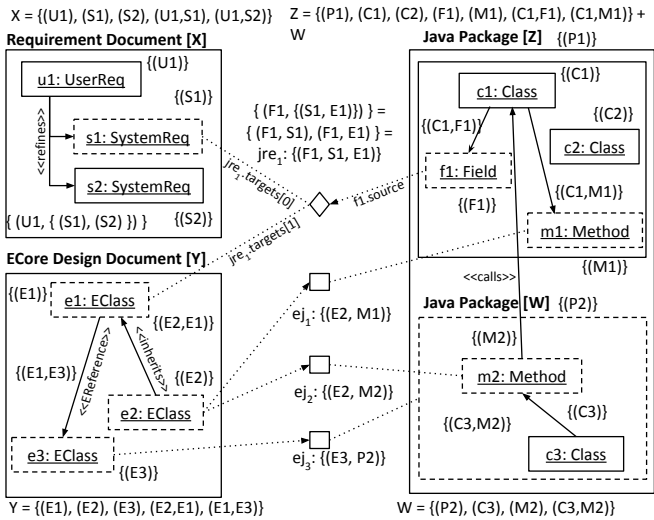 X = {(U1), (S1), (S2), (U1,S1), (U1,S2)}
Z = {(P1), (C1), (C2), (F1), (M1), (C1,F1), (C1,M1)} +
W
Requirement Document [X]
{(U1)}
u1: UserReq
{(S1)}
<<refines>>
s1: SystemReq
s2: SystemReq
{ (U1, { (S1), (S2) }) }
{(S2)}
{ (F1, {(S1, E1)}) } =
{ (F1, S1), (F1, E1) } =
jre1: {(F1, S1, E1)}
jre1.targets[0]
jre1.targets[1]
f1.source
Java Package [Z]
{(P1)}
c1: Class
{(C1)}
{(C1,F1)}
{(C2)}
c2: Class
f1: Field
{(F1)}
{(C1,M1)}
m1: Method
{(M1)}
<<calls>>
ECore Design Document [Y]
{(E1)}
e1: EClass
{(E2,E1)}
<<inherits>>
{(E1,E3)}
<<EReference>>
{(E2)}
e2: EClass
e3: EClass
{(E3)}
ej1: {(E2, M1)}
ej2: {(E2, M2)}
ej3: {(E3, P2)}
Java Package [W]
{(P2)}
{(M2)}
m2: Method
{(C3)}
{(C3,M2)}
c3: Class
Y = {(E1), (E2), (E3), (E2,E1), (E1,E3)}
W = {(P2), (C3), (M2), (C3,M2)}